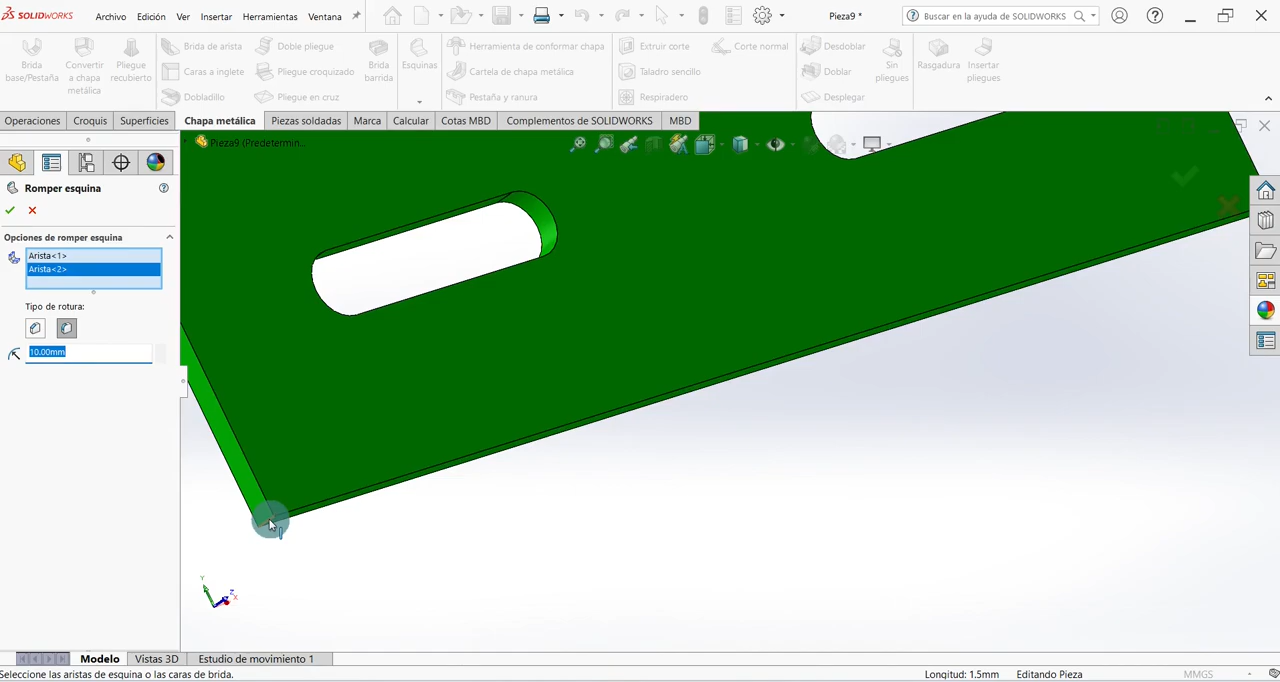 SOLIDWORKS
Archivo Edición Ver Insertar Herramientas Ventana
Pieza9 *
Buscar en la ayuda de SOLIDWORKS
Brida base/Pestaña
Convertir a chapa metálica
Pliegue recubierto
Brida de arista
Caras a inglete
Dobladillo
Doble pliegue
Pliegue croquizado
Pliegue en cruz
Brida barrida
Esquinas
Herramienta de conformar chapa
Cartela de chapa metálica
Pestaña y ranura
Extruir corte
Taladro sencillo
Respiradero
Corte normal
Desdoblar
Doblar
Desplegar
Sin pliegues
Rasgadura
Insertar pliegues
Operaciones Croquis Superficies Chapa metálica Piezas soldadas Marca Calcular Cotas MBD Complementos de SOLIDWORKS MBD
Pieza9 (Predetermin...
Romper esquina
Opciones de romper esquina
Arista<1>
Arista<2>
Tipo de rotura:
10.00mm
Y
Z
X
Modelo Vistas 3D Estudio de movimiento 1
Seleccione las aristas de esquina o las caras de brida.
Longitud: 1.5mm Editando Pieza MMGS